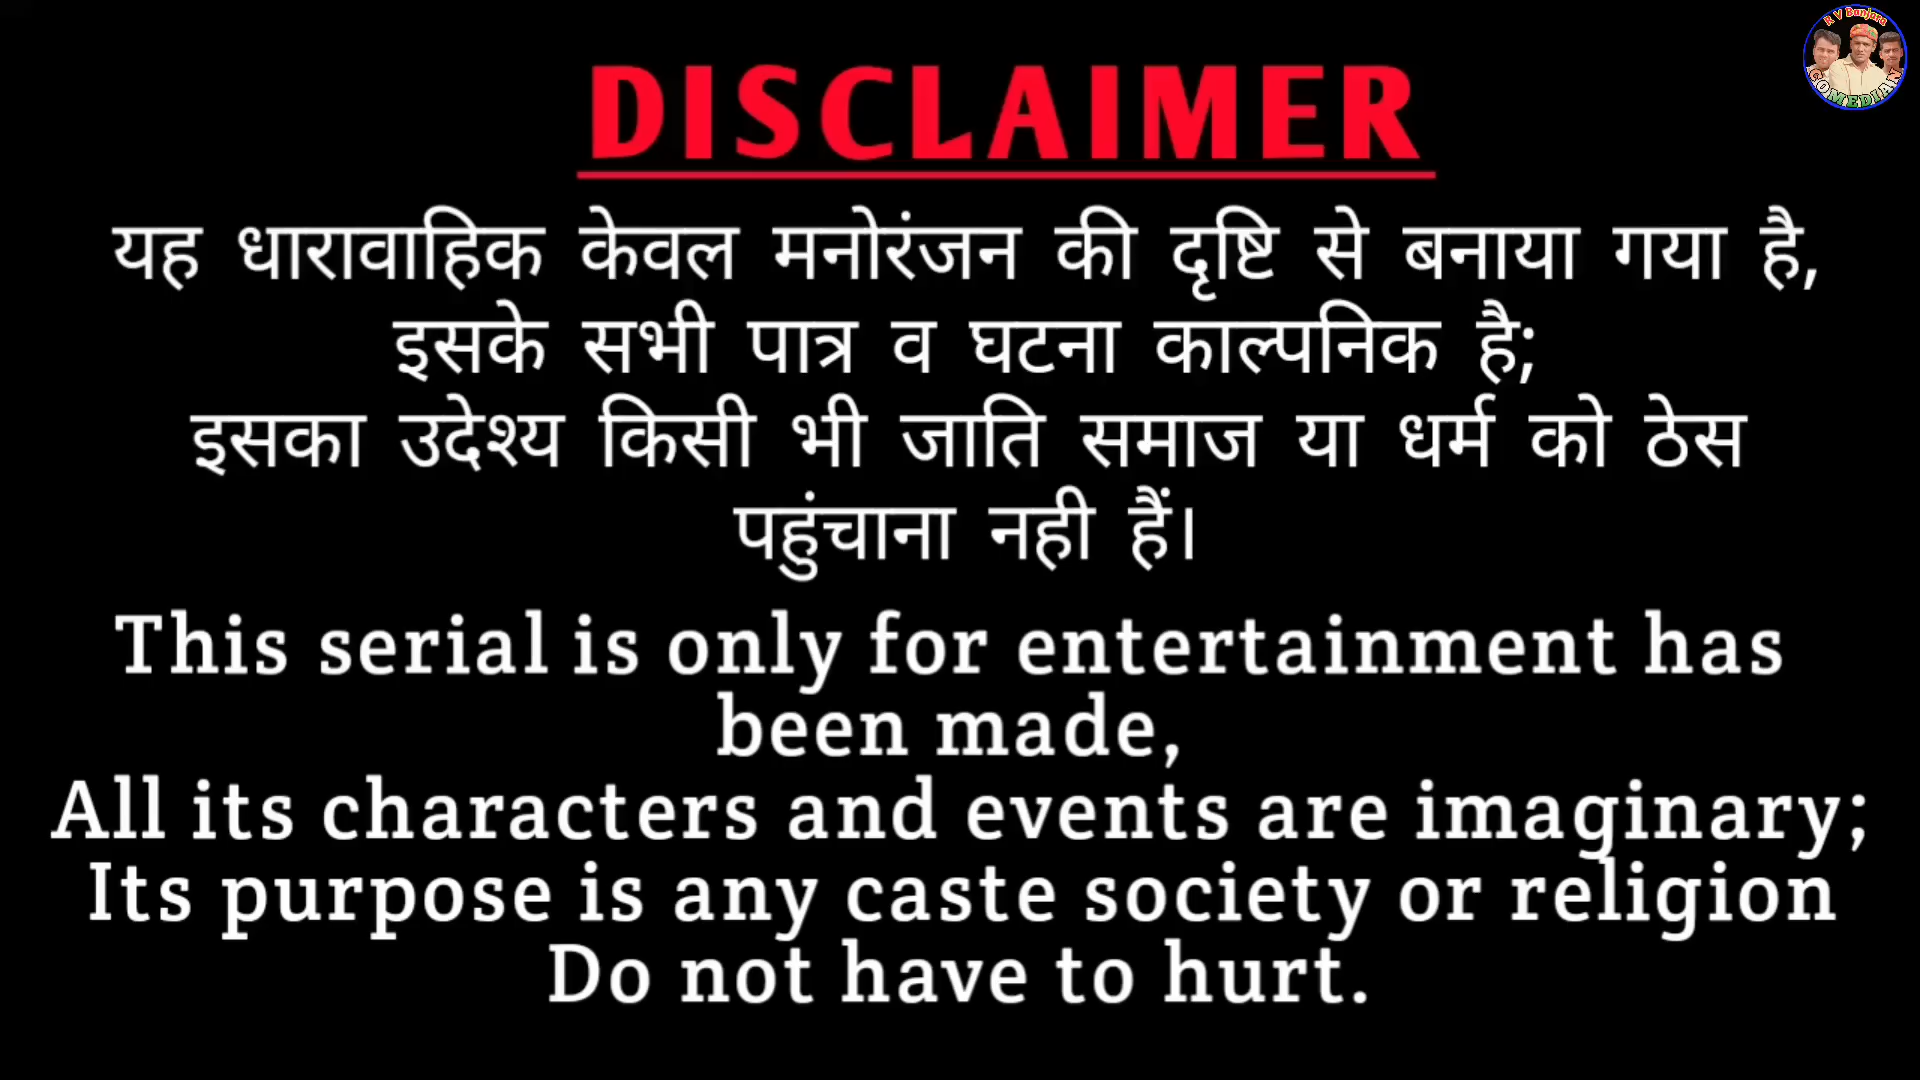 R V Banjara
COMEDIAN
DISCLAIMER
यह धारावाहिक केवल मनोरंजन की दृष्टि से बनाया गया है,
इसके सभी पात्र व घटना काल्पनिक है;
इसका उदेश्य किसी भी जाति समाज या धर्म को ठेस
पहुंचाना नही हैं।
This serial is only for entertainment has
been made,
All its characters and events are imaginary;
Its purpose is any caste society or religion
Do not have to hurt.